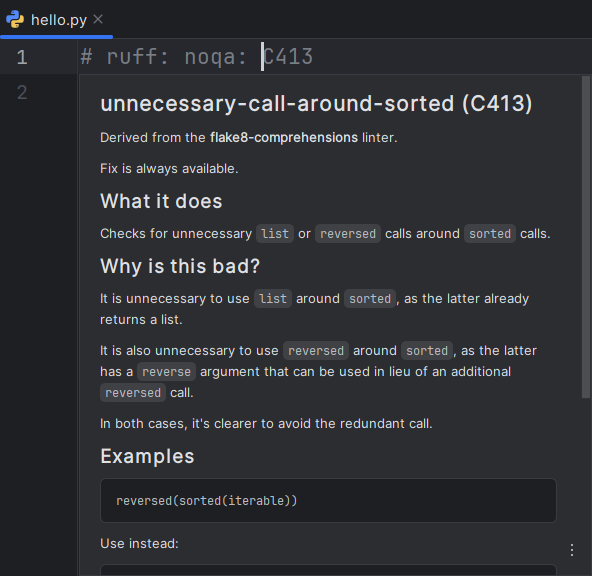 hello.py
1 # ruff: noqa: C413
2
unnecessary-call-around-sorted (C413)
Derived from the flake8-comprehensions linter.
Fix is always available.
What it does
Checks for unnecessary list or reversed calls around sorted calls.
Why is this bad?
It is unnecessary to use list around sorted, as the latter already
returns a list.
It is also unnecessary to use reversed around sorted, as the latter
has a reverse argument that can be used in lieu of an additional
reversed call.
In both cases, it's clearer to avoid the redundant call.
Examples
reversed(sorted(iterable))
Use instead: